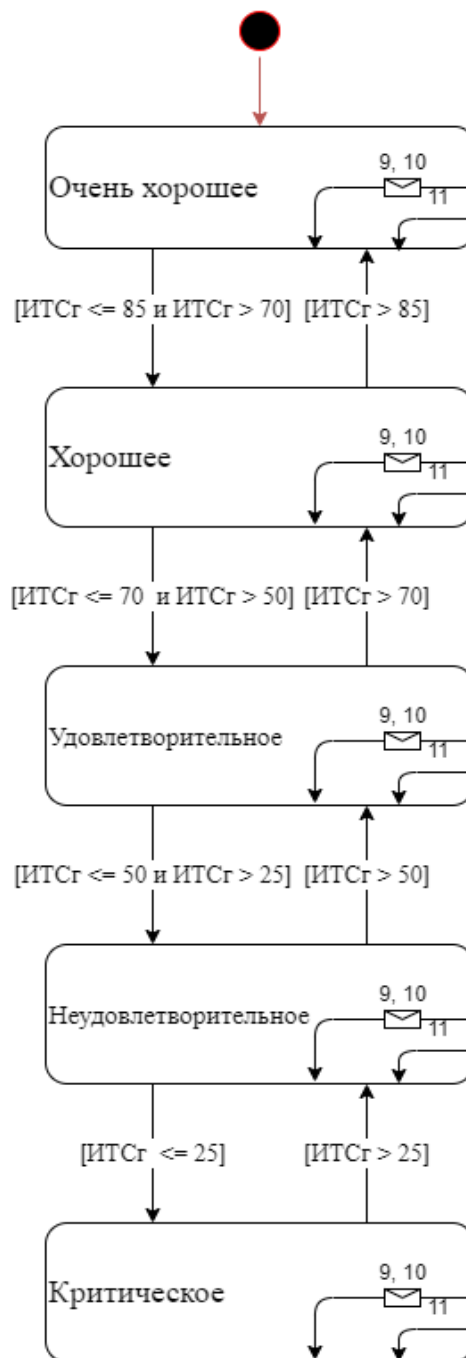 9, 10
Очень хорошее
11
[ИТСг <= 85 и ИТСг > 70] [ИТСг > 85]
9, 10
Хорошее
11
[ИТСг <= 70 и ИТСг > 50] [ИТСг > 70]
9, 10
Удовлетворительное
11
[ИТСг <= 50 и ИТСг > 25] [ИТСг > 50]
9, 10
Неудовлетворительное
11
[ИТСг <= 25] [ИТСг > 25]
9, 10
Критическое
11